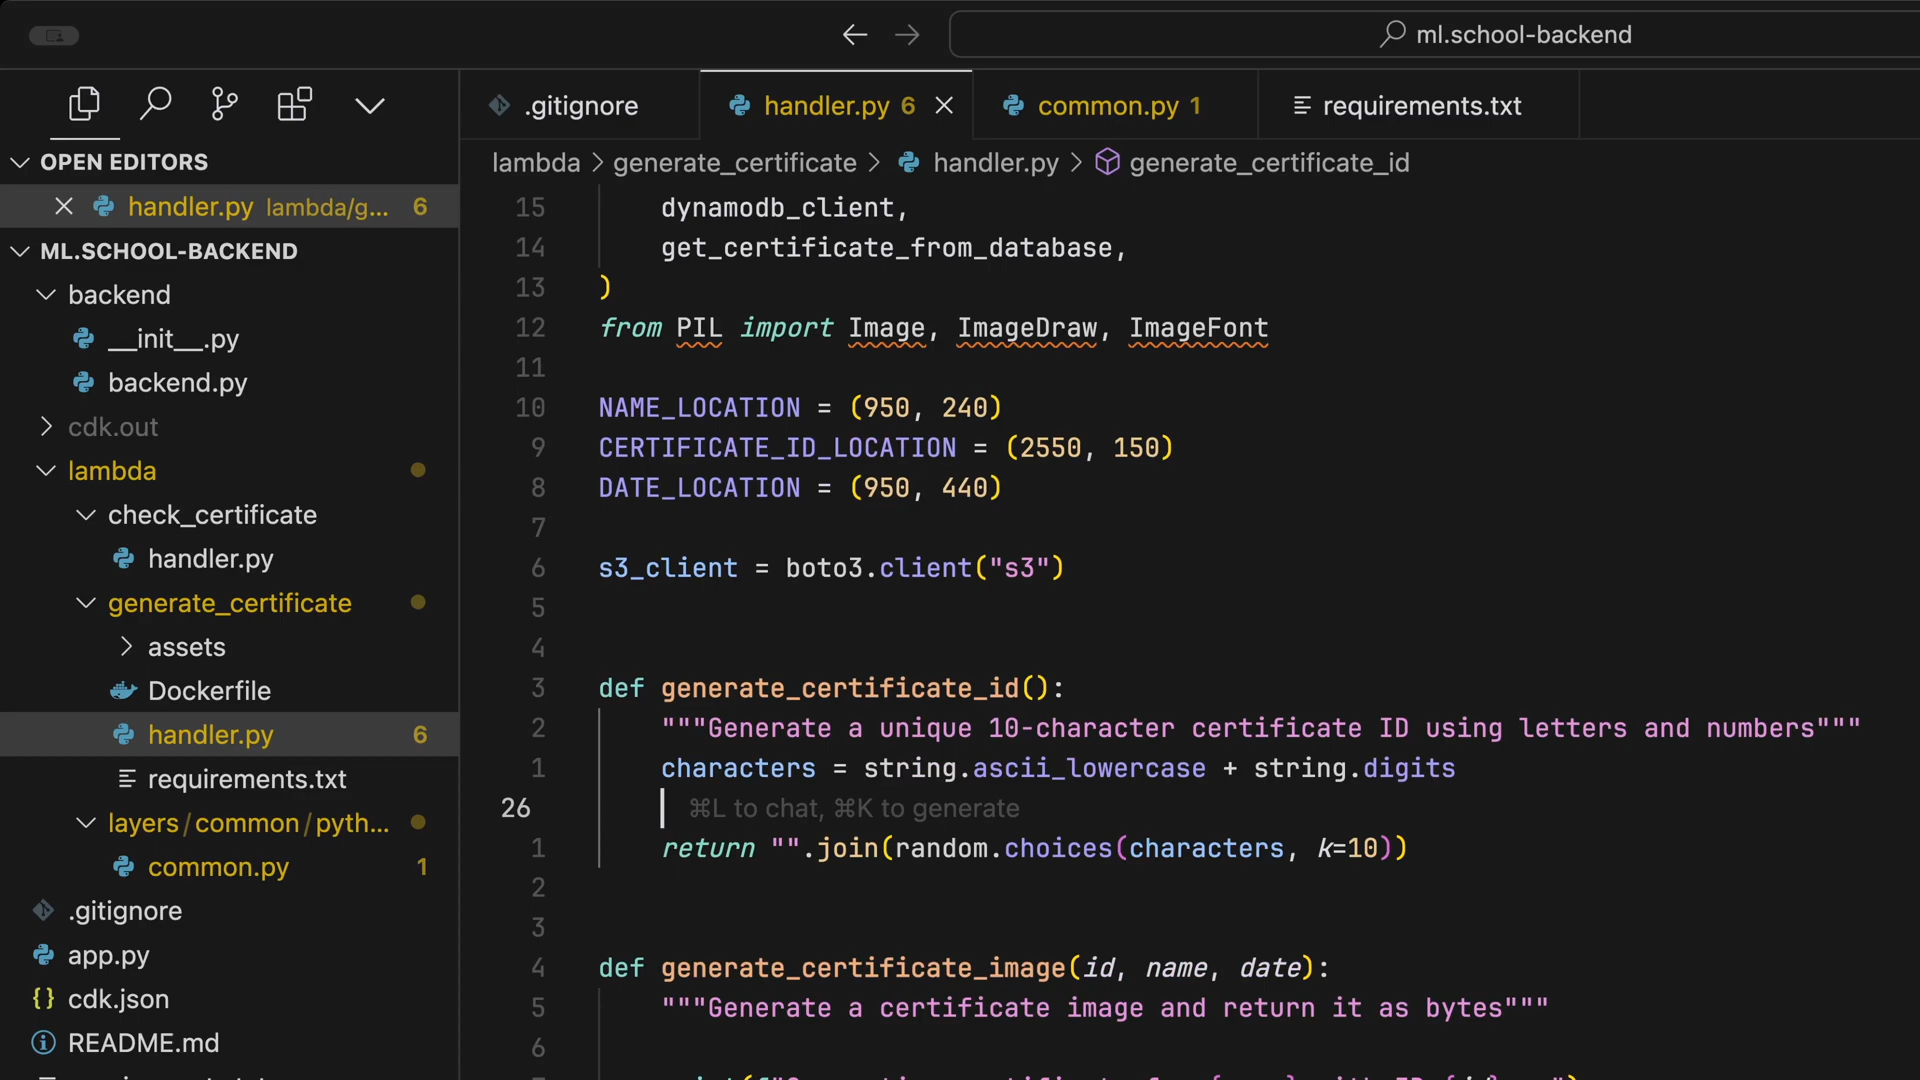 ml.school-backend
.gitignore
handler.py 6
common.py 1
requirements.txt
OPEN EDITORS
handler.py lambda/g... 6
ML.SCHOOL-BACKEND
backend
__init__.py
backend.py
cdk.out
lambda
check_certificate
handler.py
generate_certificate
assets
Dockerfile
handler.py 6
requirements.txt
layers/common/pyth...
common.py 1
.gitignore
app.py
cdk.json
README.md
lambda > generate_certificate > handler.py > generate_certificate_id
15 dynamodb_client,
14 get_certificate_from_database,
13 )
12 from PIL import Image, ImageDraw, ImageFont
11
10 NAME_LOCATION = (950, 240)
9 CERTIFICATE_ID_LOCATION = (2550, 150)
8 DATE_LOCATION = (950, 440)
7
6 s3_client = boto3.client("s3")
5
4
3 def generate_certificate_id():
2 """Generate a unique 10-character certificate ID using letters and numbers"""
1 characters = string.ascii_lowercase + string.digits
26 ⌘L to chat, ⌘K to generate
1 return "".join(random.choices(characters, k=10))
2
3
4 def generate_certificate_image(id, name, date):
5 """Generate a certificate image and return it as bytes"""
6